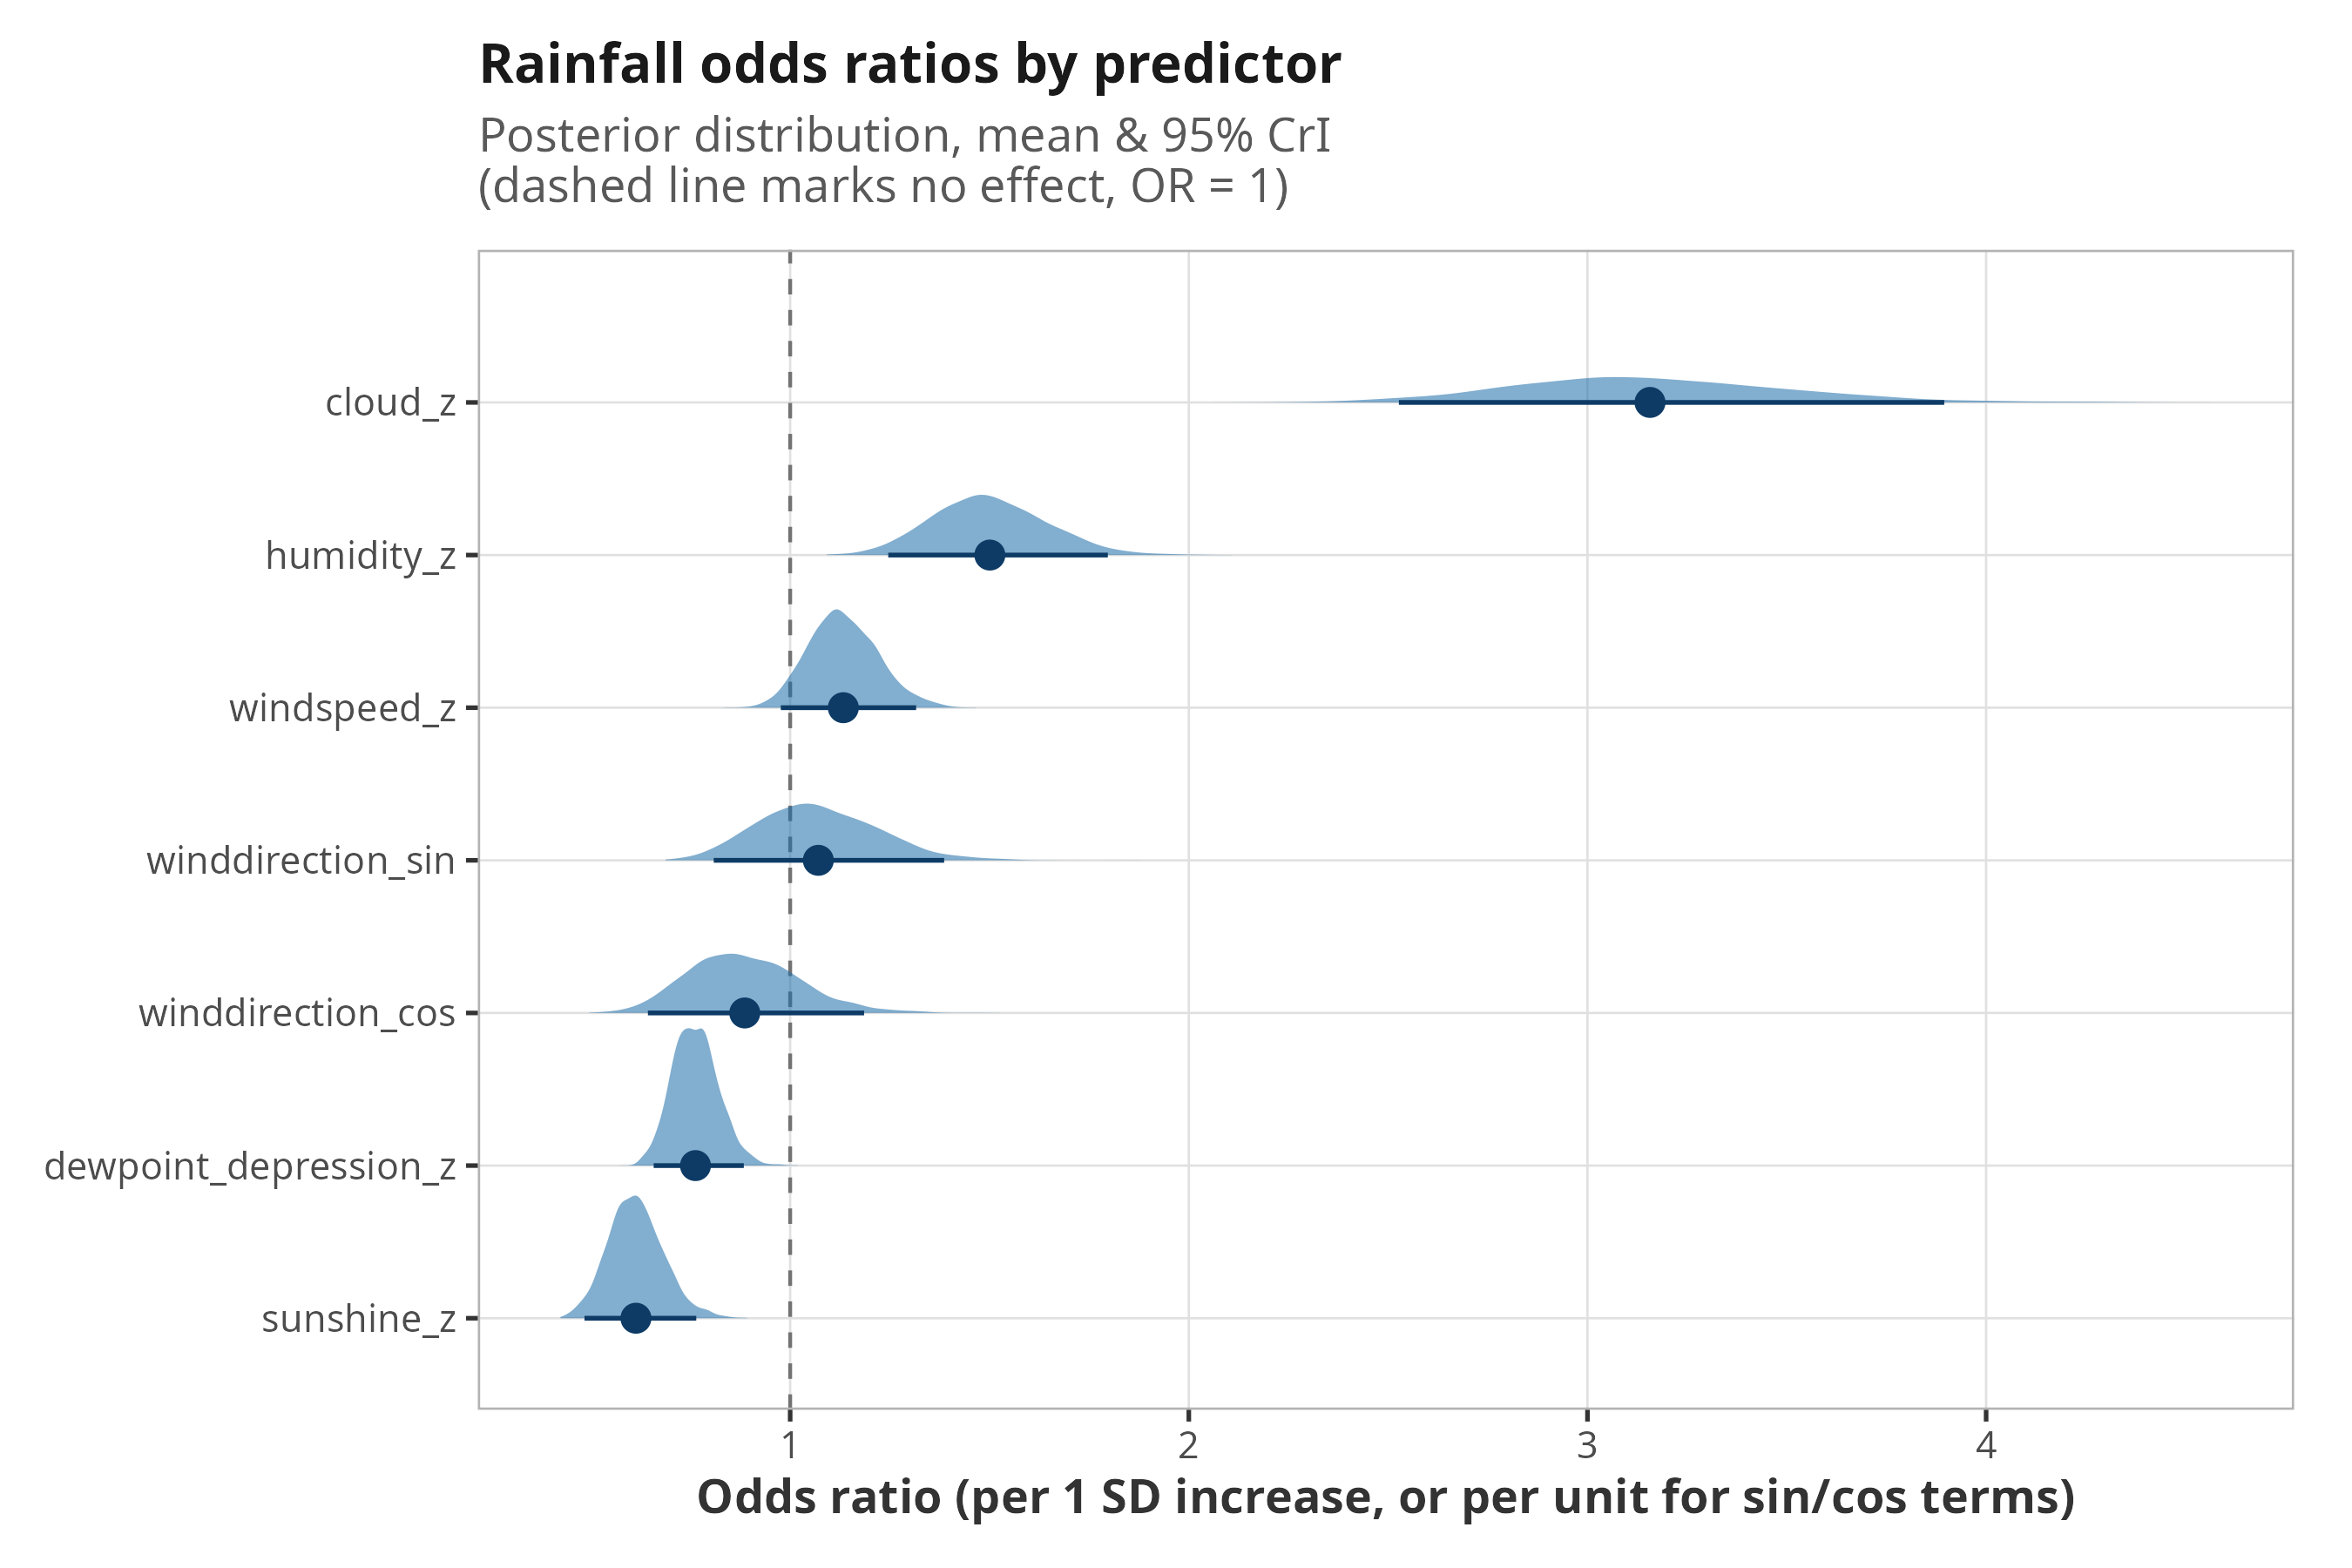 Rainfall odds ratios by predictor
Posterior distribution, mean & 95% CrI
(dashed line marks no effect, OR = 1)
cloud_z
humidity_z
windspeed_z
winddirection_sin
winddirection_cos
dewpoint_depression_z
sunshine_z
1 2 3 4
Odds ratio (per 1 SD increase, or per unit for sin/cos terms)